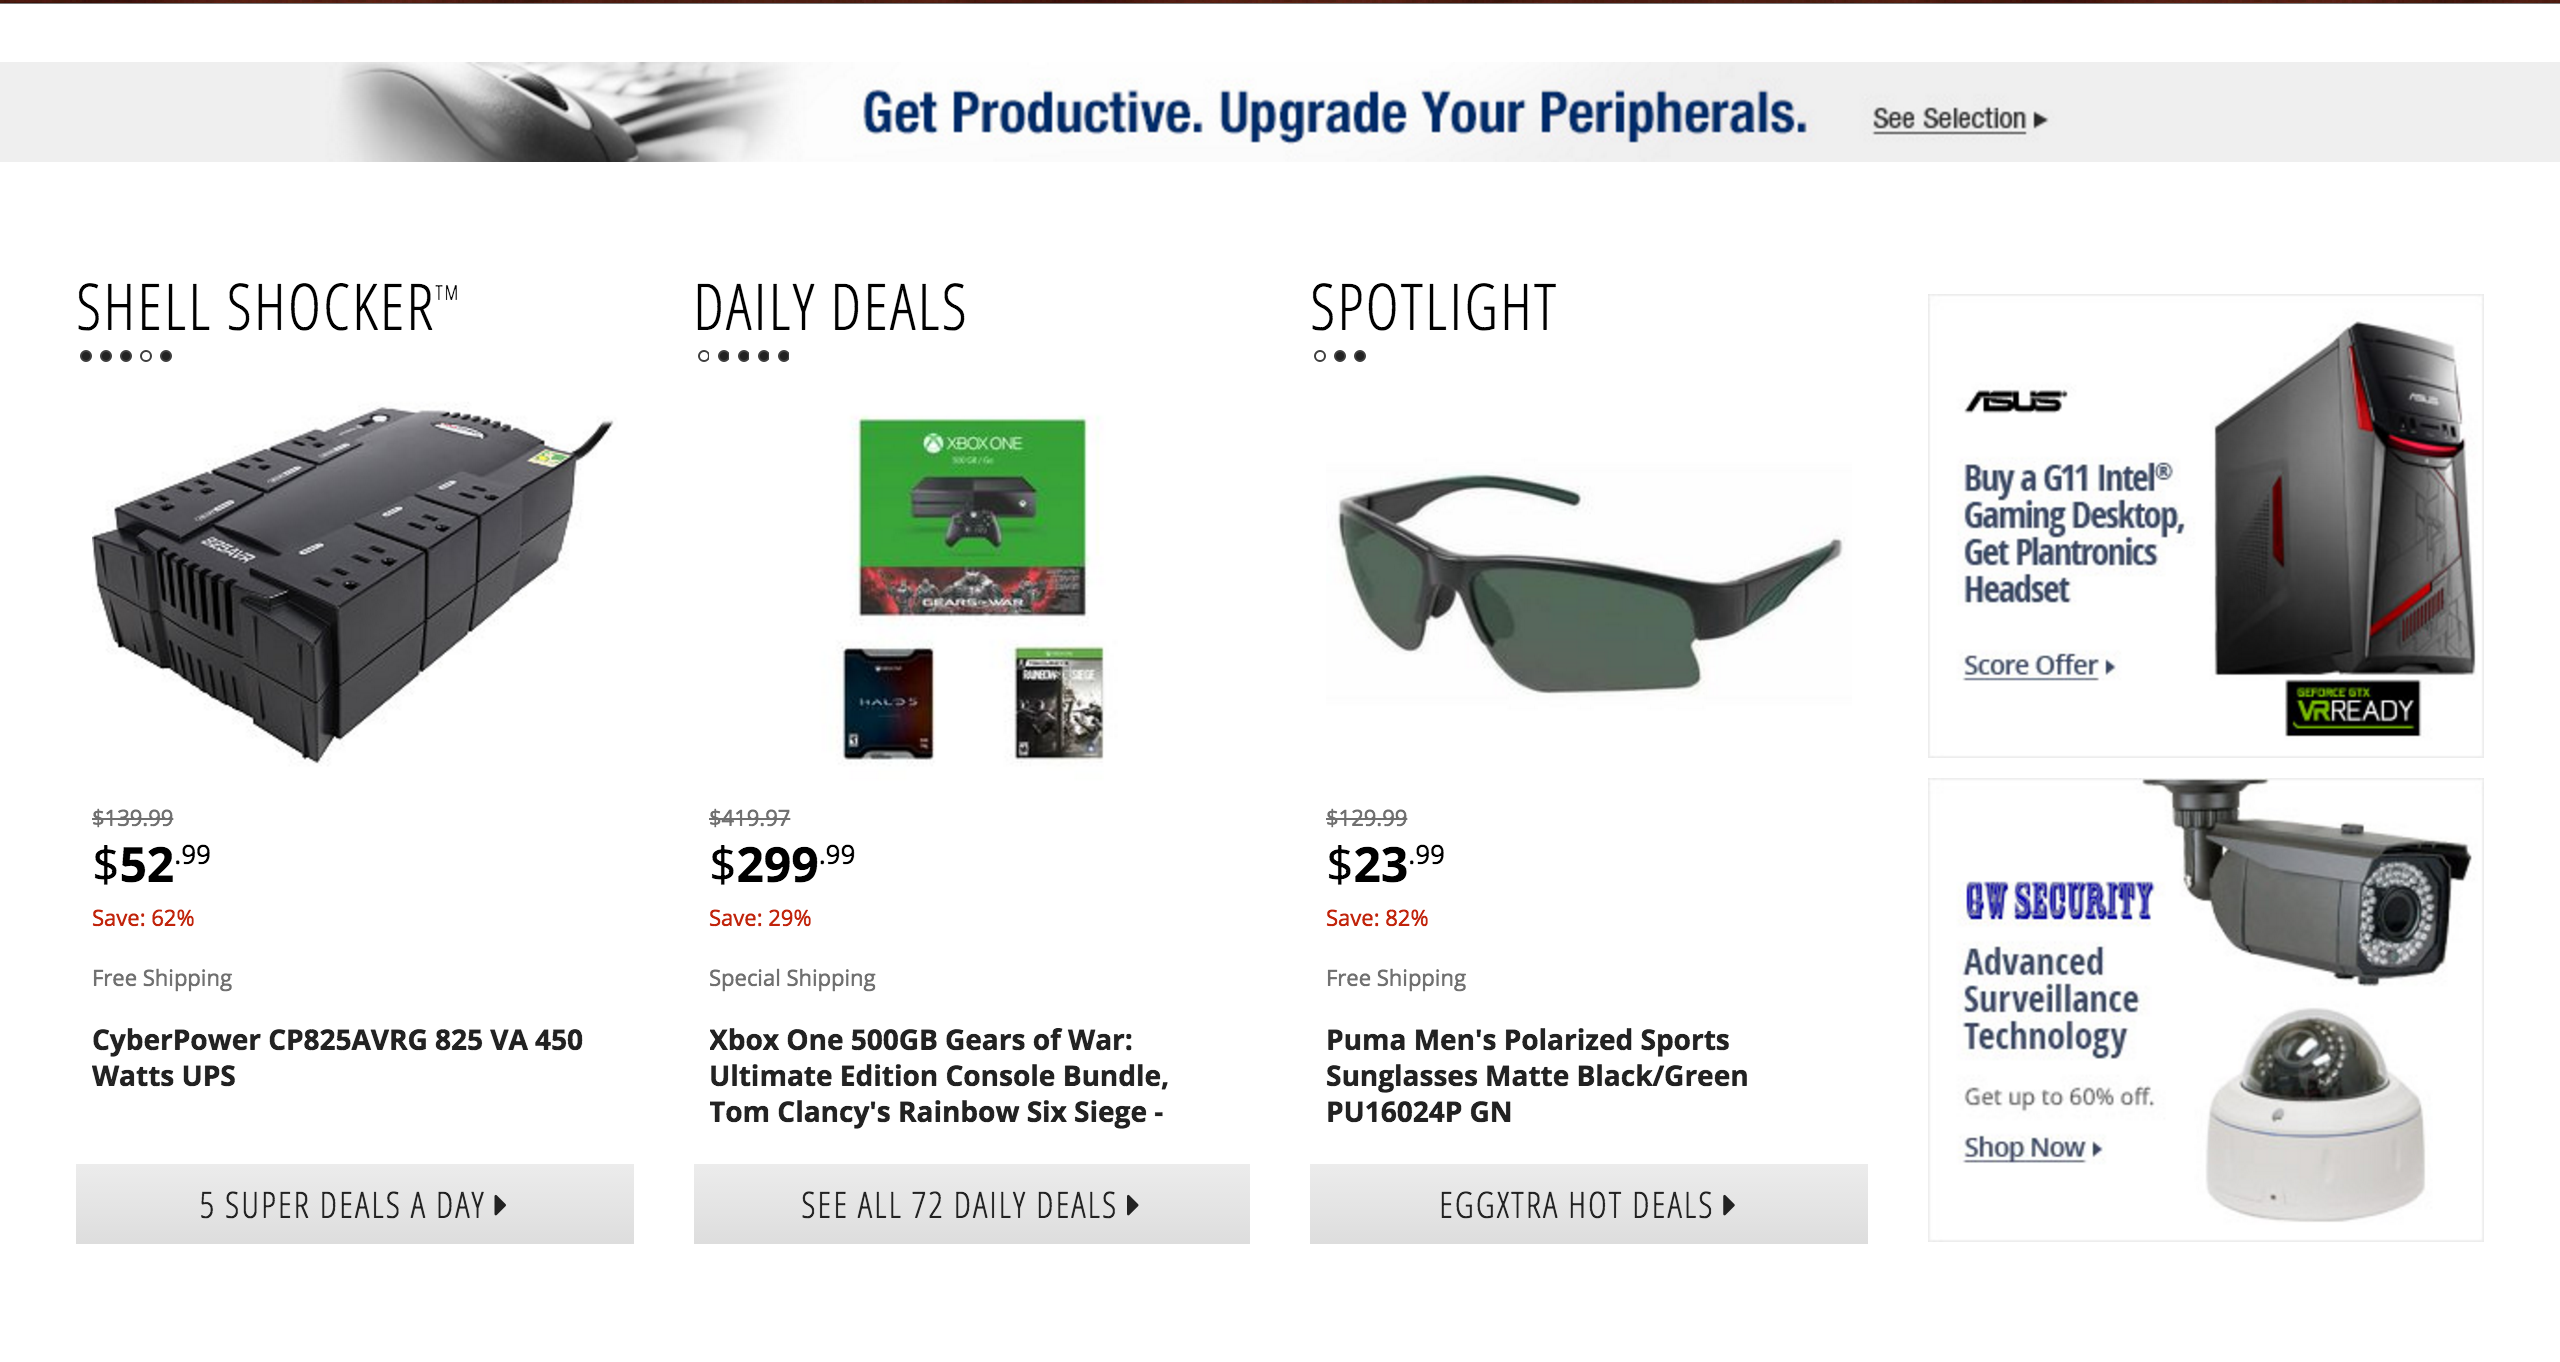 Get Productive. Upgrade Your Peripherals.
See Selection
SHELL SHOCKER™
825AVR
$139.99
$52.99
Save: 62%
Free Shipping
CyberPower CP825AVRG 825 VA 450
Watts UPS
5 SUPER DEALS A DAY
DAILY DEALS
XBOX ONE
GEARS OF WAR
HALO 5
RAINBOW SIEGE
$419.97
$299.99
Save: 29%
Special Shipping
Xbox One 500GB Gears of War:
Ultimate Edition Console Bundle,
Tom Clancy's Rainbow Six Siege -
SEE ALL 72 DAILY DEALS
SPOTLIGHT
$129.99
$23.99
Save: 82%
Free Shipping
Puma Men's Polarized Sports
Sunglasses Matte Black/Green
PU16024P GN
EGGXTRA HOT DEALS
ASUS
Buy a G11 Intel®
Gaming Desktop,
Get Plantronics
Headset
Score Offer
ASUS
GEFORCE GTX
VR READY
GW SECURITY
Advanced
Surveillance
Technology
Get up to 60% off.
Shop Now